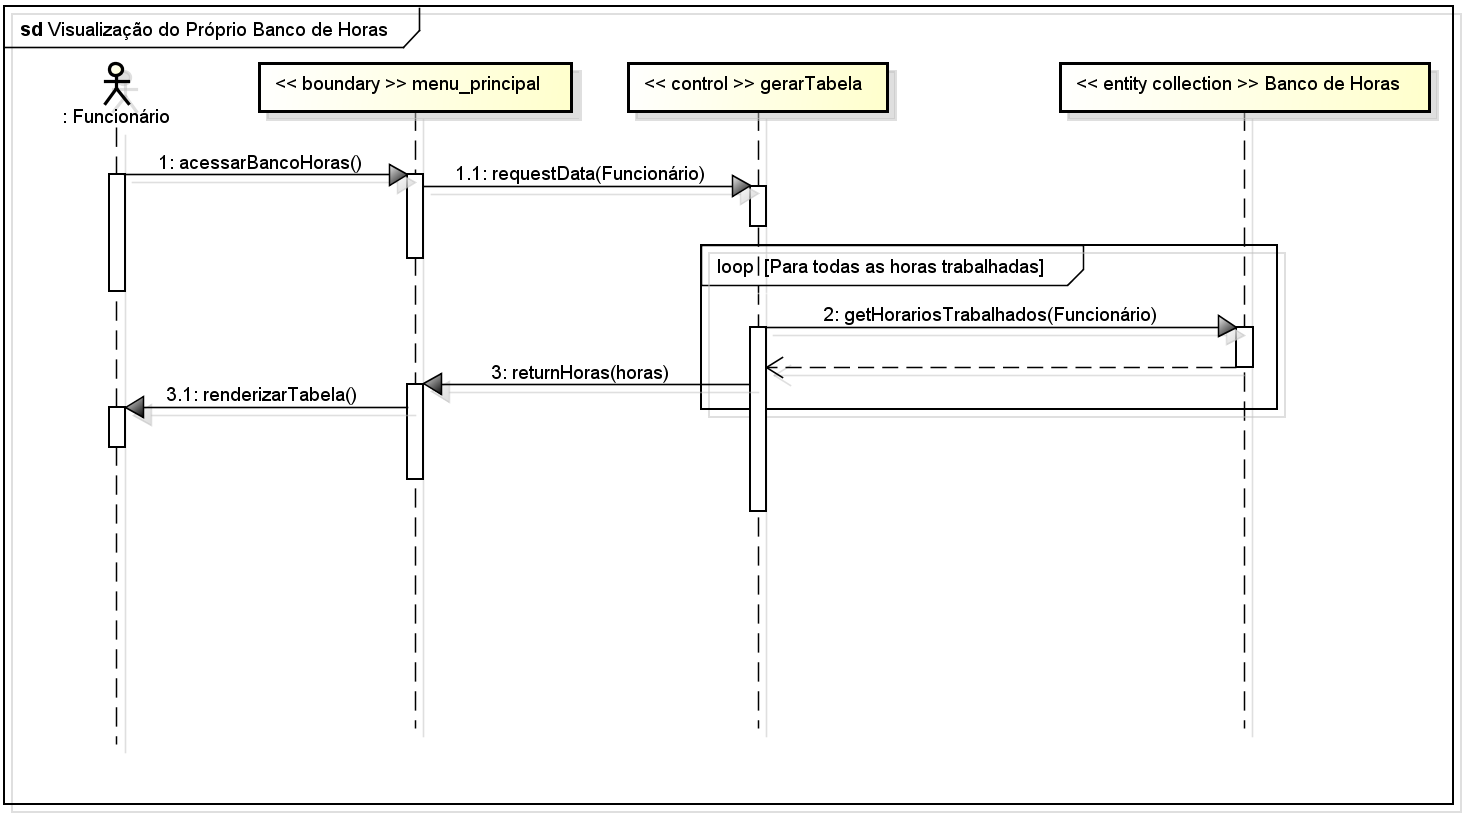 sd Visualização do Próprio Banco de Horas
: Funcionário
<< boundary >> menu_principal
<< control >> gerarTabela
<< entity collection >> Banco de Horas
1: acessarBancoHoras()
1.1: requestData(Funcionário)
loop [Para todas as horas trabalhadas]
2: getHorariosTrabalhados(Funcionário)
3: returnHoras(horas)
3.1: renderizarTabela()